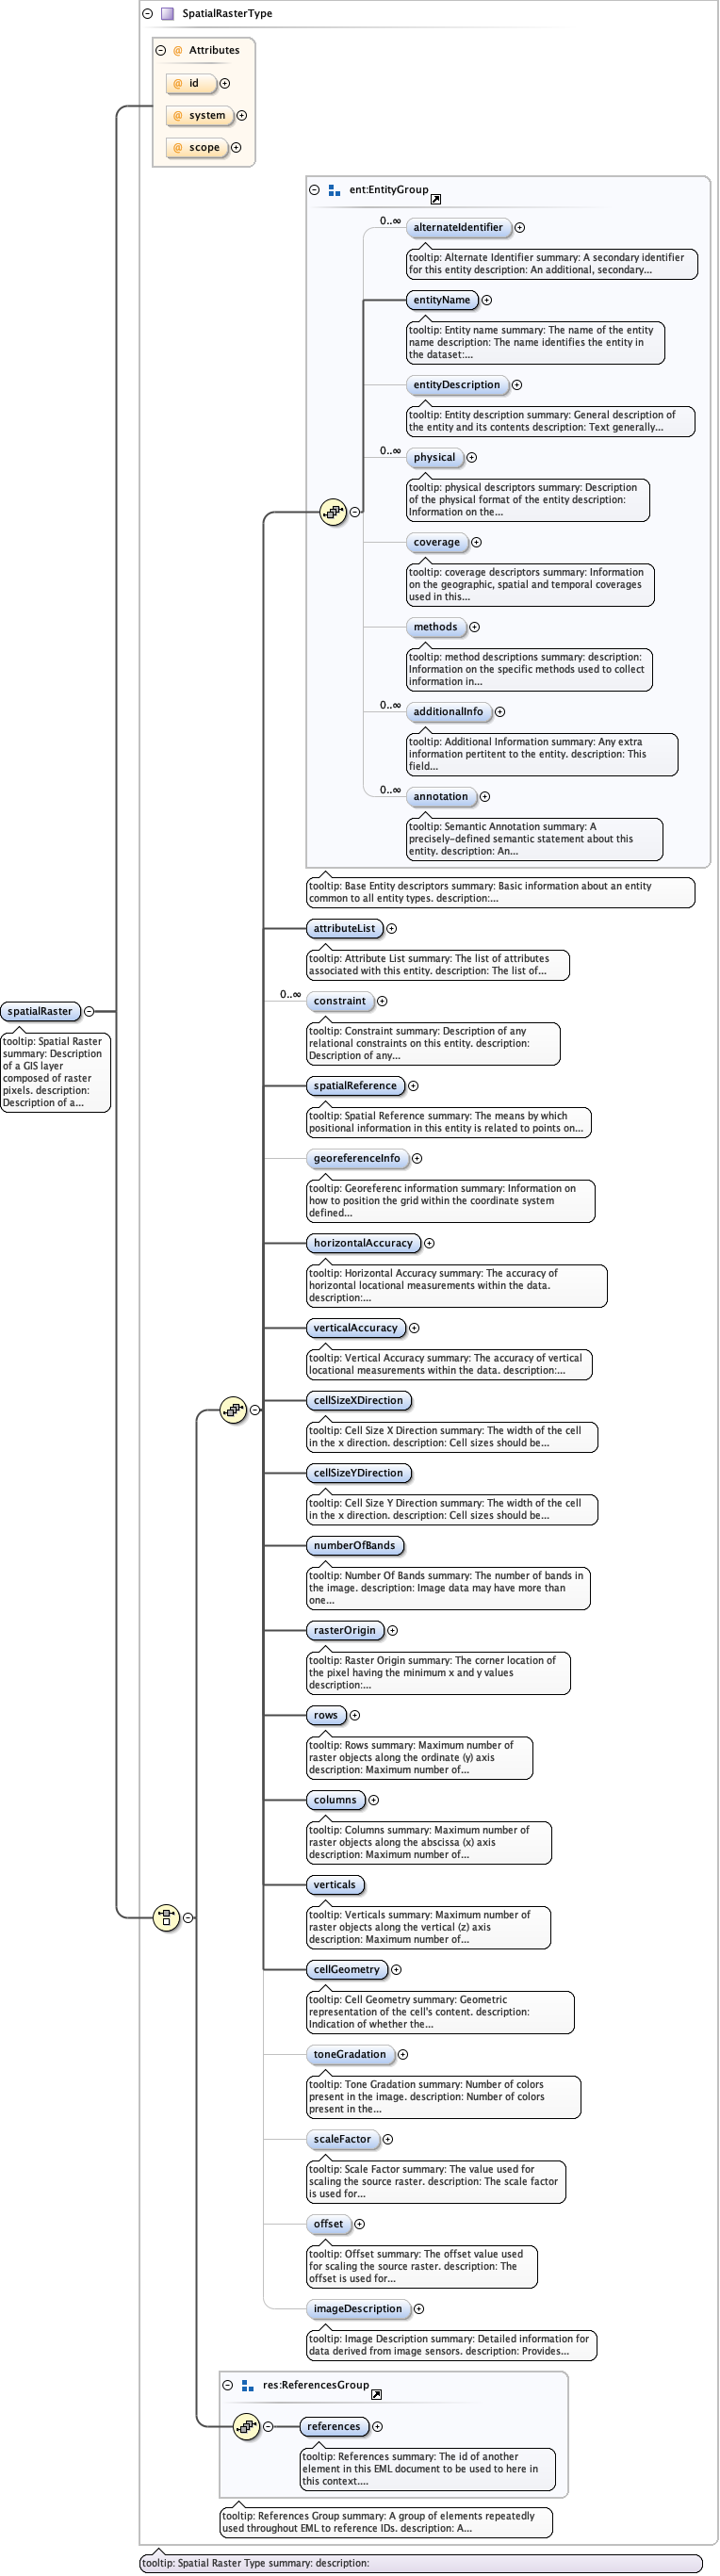 SpatialRasterType
@ Attributes
@ id
@ system
@ scope
ent:EntityGroup
0..∞
alternateIdentifier
tooltip: Alternate Identifier summary: A secondary identifier
for this entity description: An additional, secondary...
entityName
tooltip: Entity name summary: The name of the entity
name description: The name identifies the entity in
the dataset:...
entityDescription
tooltip: Entity description summary: General description of
the entity and its contents description: Text generally...
0..∞
physical
tooltip: physical descriptors summary: Description
of the physical format of the entity description:
Information on the...
coverage
tooltip: coverage descriptors summary: Information
on the geographic, spatial and temporal coverages
used in this...
methods
tooltip: method descriptions summary: description:
Information on the specific methods used to collect
information in...
0..∞
additionalInfo
tooltip: Additional Information summary: Any extra
information pertitent to the entity. description: This
field...
0..∞
annotation
tooltip: Semantic Annotation summary: A
precisely-defined semantic statement about this
entity. description: An...
tooltip: Base Entity descriptors summary: Basic information about an entity
common to all entity types. description:...
attributeList
tooltip: Attribute List summary: The list of attributes
associated with this entity. description: The list of...
0..∞
constraint
tooltip: Constraint summary: Description of any
relational constraints on this entity. description:
Description of any...
spatialRaster
tooltip: Spatial Raster
summary: Description
of a GIS layer
composed of raster
pixels. description:
Description of a...
spatialReference
tooltip: Spatial Reference summary: The means by which
positional information in this entity is related to points on...
georeferenceInfo
tooltip: Georeferenc information summary: Information on
how to position the grid within the coordinate system
defined...
horizontalAccuracy
tooltip: Horizontal Accuracy summary: The accuracy of
horizontal locational measurements within the data.
description:...
verticalAccuracy
tooltip: Vertical Accuracy summary: The accuracy of vertical
locational measurements within the data. description:...
cellSizeXDirection
tooltip: Cell Size X Direction summary: The width of the cell
in the x direction. description: Cell sizes should be...
cellSizeYDirection
tooltip: Cell Size Y Direction summary: The width of the cell
in the x direction. description: Cell sizes should be...
numberOfBands
tooltip: Number Of Bands summary: The number of bands in
the image. description: Image data may have more than
one...
rasterOrigin
tooltip: Raster Origin summary: The corner location of
the pixel having the minimum x and y values
description:...
rows
tooltip: Rows summary: Maximum number of
raster objects along the ordinate (y) axis
description: Maximum number of...
columns
tooltip: Columns summary: Maximum number of
raster objects along the abscissa (x) axis
description: Maximum number of...
verticals
tooltip: Verticals summary: Maximum number of
raster objects along the vertical (z) axis
description: Maximum number of...
cellGeometry
tooltip: Cell Geometry summary: Geometric
representation of the cell's content. description:
Indication of whether the...
toneGradation
tooltip: Tone Gradation summary: Number of colors
present in the image. description: Number of colors
present in the...
scaleFactor
tooltip: Scale Factor summary: The value used for
scaling the source raster. description: The scale factor
is used for...
offset
tooltip: Offset summary: The offset value used
for scaling the source raster. description: The
offset is used for...
imageDescription
tooltip: Image Description summary: Detailed information for
data derived from image sensors. description: Provides...
res:ReferencesGroup
references
tooltip: References summary: The id of another
element in this EML document to be used to here in
this context....
tooltip: References Group summary: A group of elements repeatedly
used throughout EML to reference IDs. description: A...
tooltip: Spatial Raster Type summary: description: